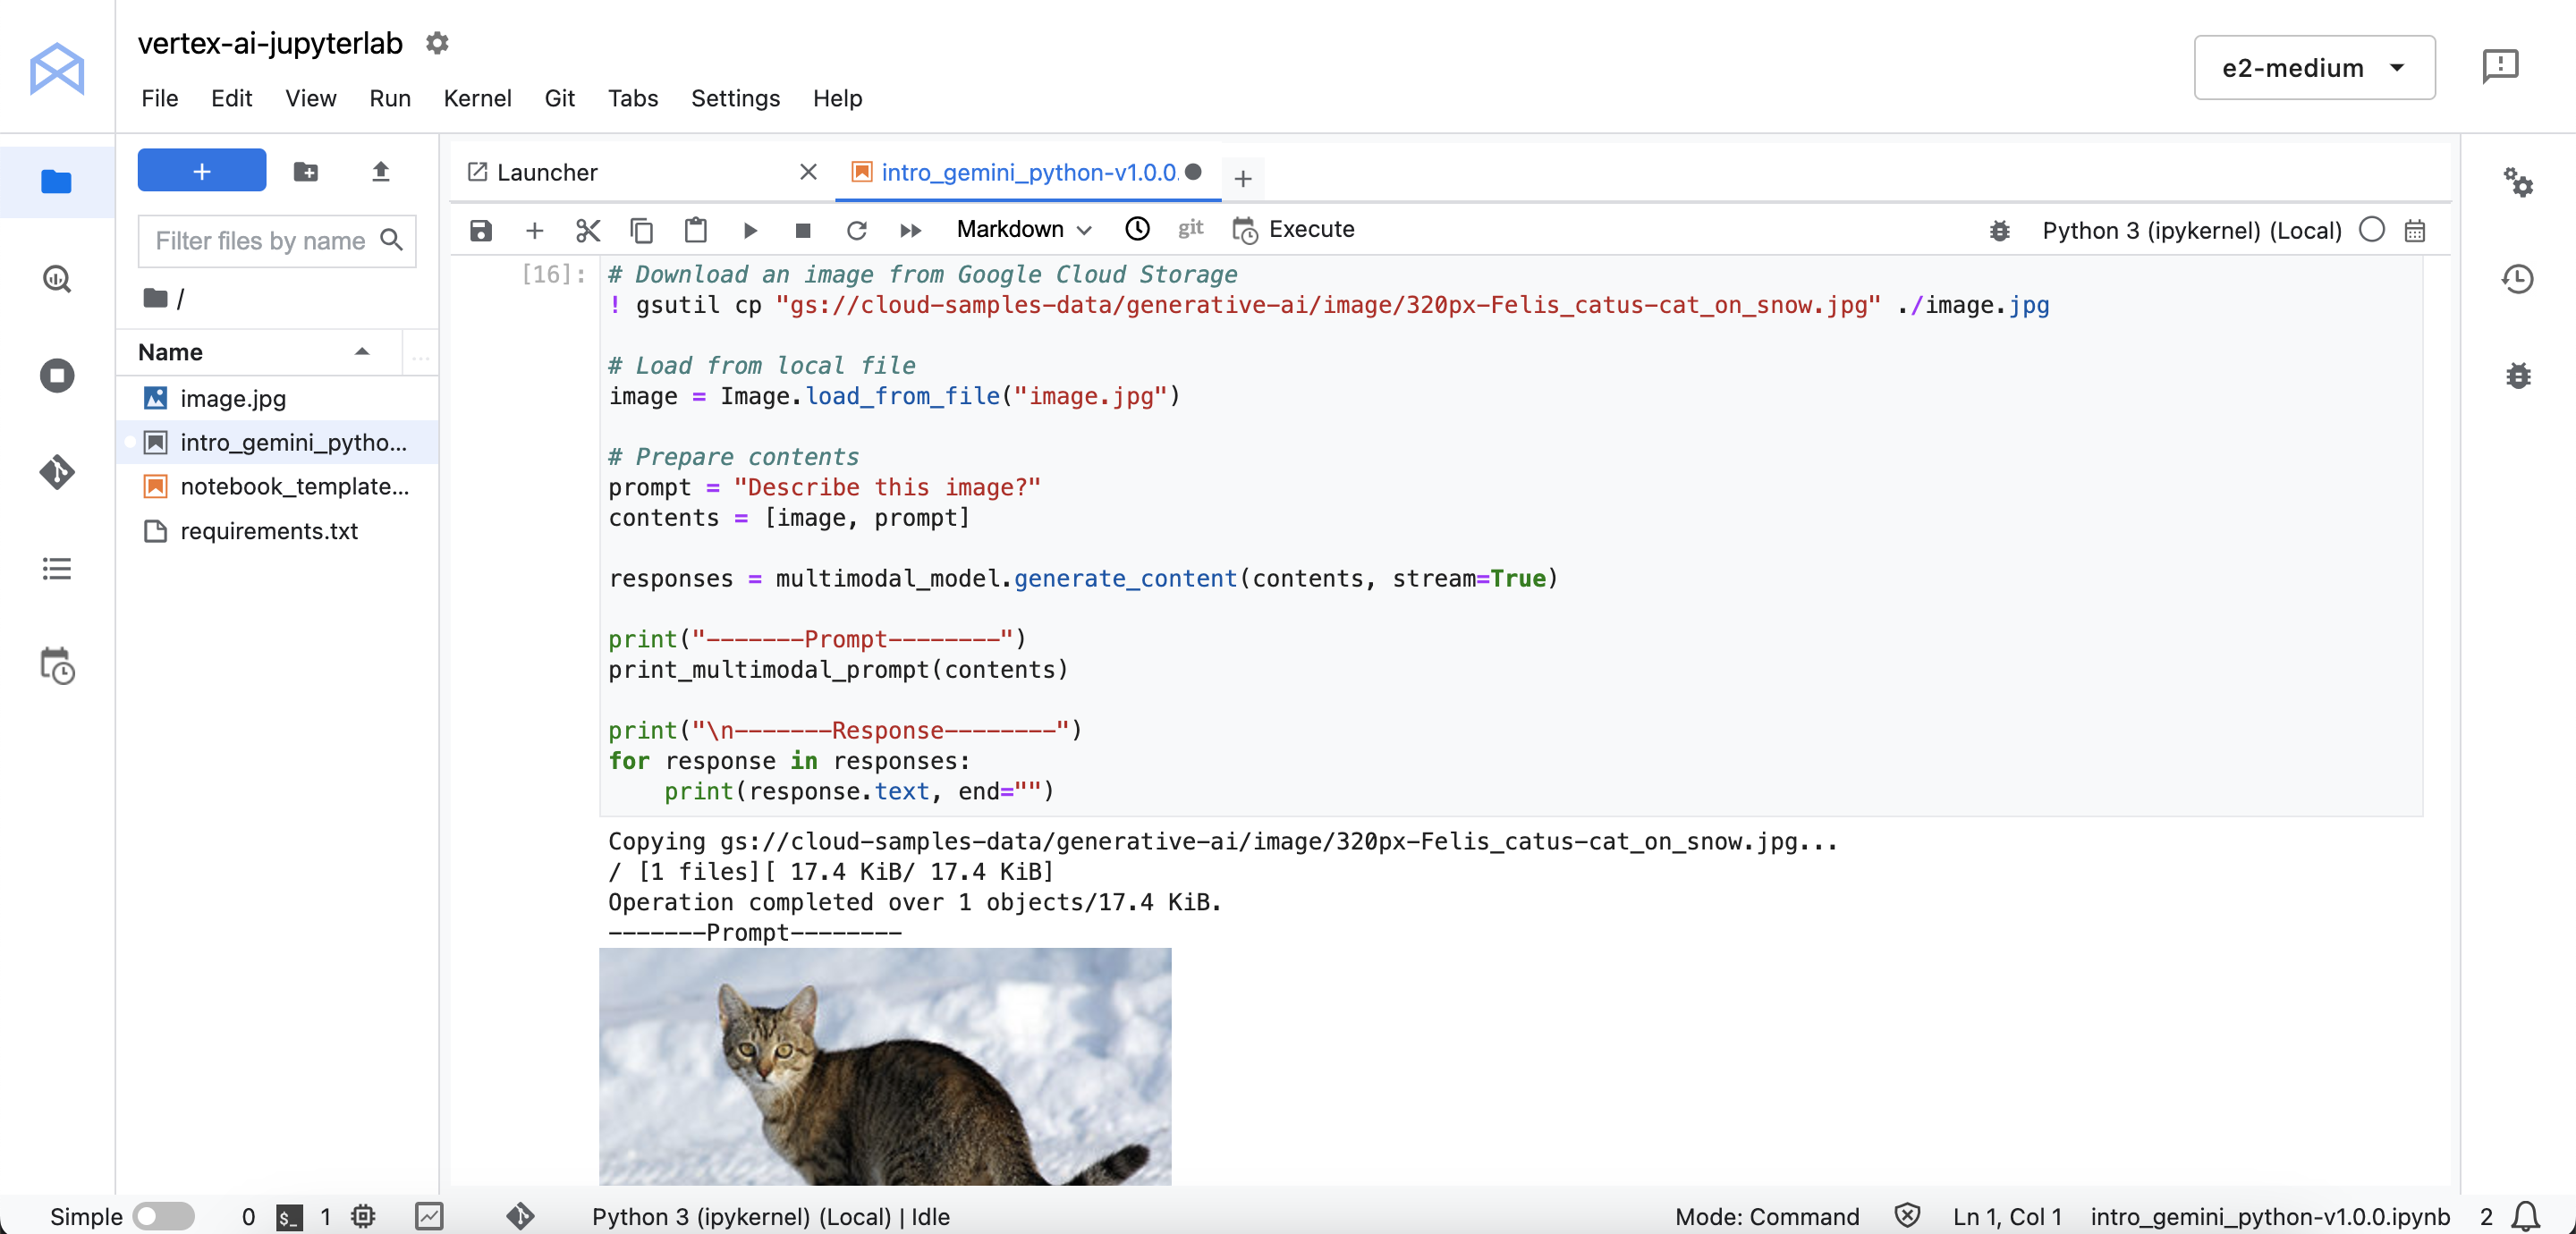 vertex-ai-jupyterlab
File Edit View Run Kernel Git Tabs Settings Help
e2-medium
+
Filter files by name
/
Name
...
image.jpg
intro_gemini_pytho...
notebook_template...
requirements.txt
Launcher
intro_gemini_python-v1.0.0.
Markdown
git
Execute
Python 3 (ipykernel) (Local)
[16]:
# Download an image from Google Cloud Storage
! gsutil cp "gs://cloud-samples-data/generative-ai/image/320px-Felis_catus-cat_on_snow.jpg" ./image.jpg
# Load from local file
image = Image.load_from_file("image.jpg")
# Prepare contents
prompt = "Describe this image?"
contents = [image, prompt]
responses = multimodal_model.generate_content(contents, stream=True)
print("-------Prompt--------")
print_multimodal_prompt(contents)
print("\n-------Response--------")
for response in responses:
    print(response.text, end="")
Copying gs://cloud-samples-data/generative-ai/image/320px-Felis_catus-cat_on_snow.jpg...
/ [1 files][ 17.4 KiB/ 17.4 KiB]
Operation completed over 1 objects/17.4 KiB.
-------Prompt--------
Simple 0 $_ 1 Python 3 (ipykernel) (Local) | Idle Mode: Command Ln 1, Col 1 intro_gemini_python-v1.0.0.ipynb 2